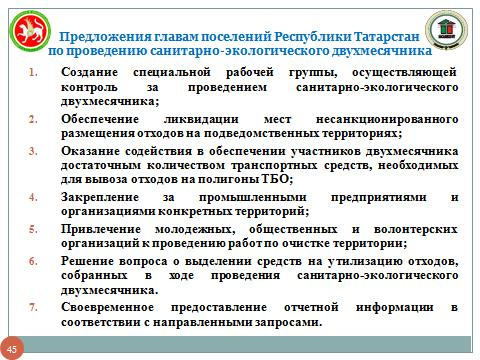 Предложения главам поселений Республики Татарстан
по проведению санитарно-экологического двухмесячника
1. Создание специальной рабочей группы, осуществляющей
контроль за проведением санитарно-экологического
двухмесячника;
2. Обеспечение ликвидации мест несанкционированного
размещения отходов на подведомственных территориях;
3. Оказание содействия в обеспечении участников двухмесячника
достаточным количеством транспортных средств, необходимых
для вывоза отходов на полигоны ТБО;
4. Закрепление за промышленными предприятиями и
организациями конкретных территорий;
5. Привлечение молодежных, общественных и волонтерских
организаций к проведению работ по очистке территории;
6. Решение вопроса о выделении средств на утилизацию отходов,
собранных в ходе проведения санитарно-экологического
двухмесячника.
7. Своевременное предоставление отчетной информации в
соответствии с направленными запросами.
45